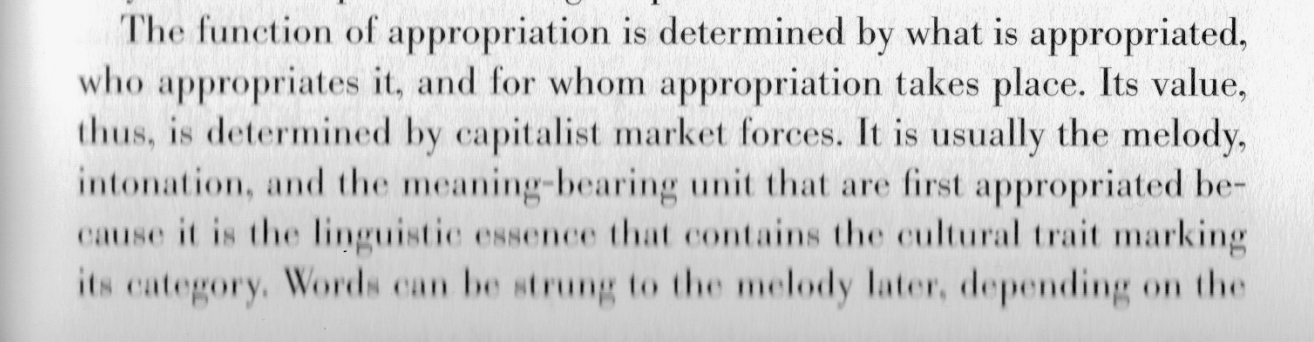 The function of appropriation is determined by what is appropriated,
who appropriates it, and for whom appropriation takes place. Its value,
thus, is determined by capitalist market forces. It is usually the melody,
intonation, and the meaning-bearing unit that are first appropriated be-
cause it is the linguistic essence that contains the cultural trait marking
its category. Words can be strung to the melody later, depending on the